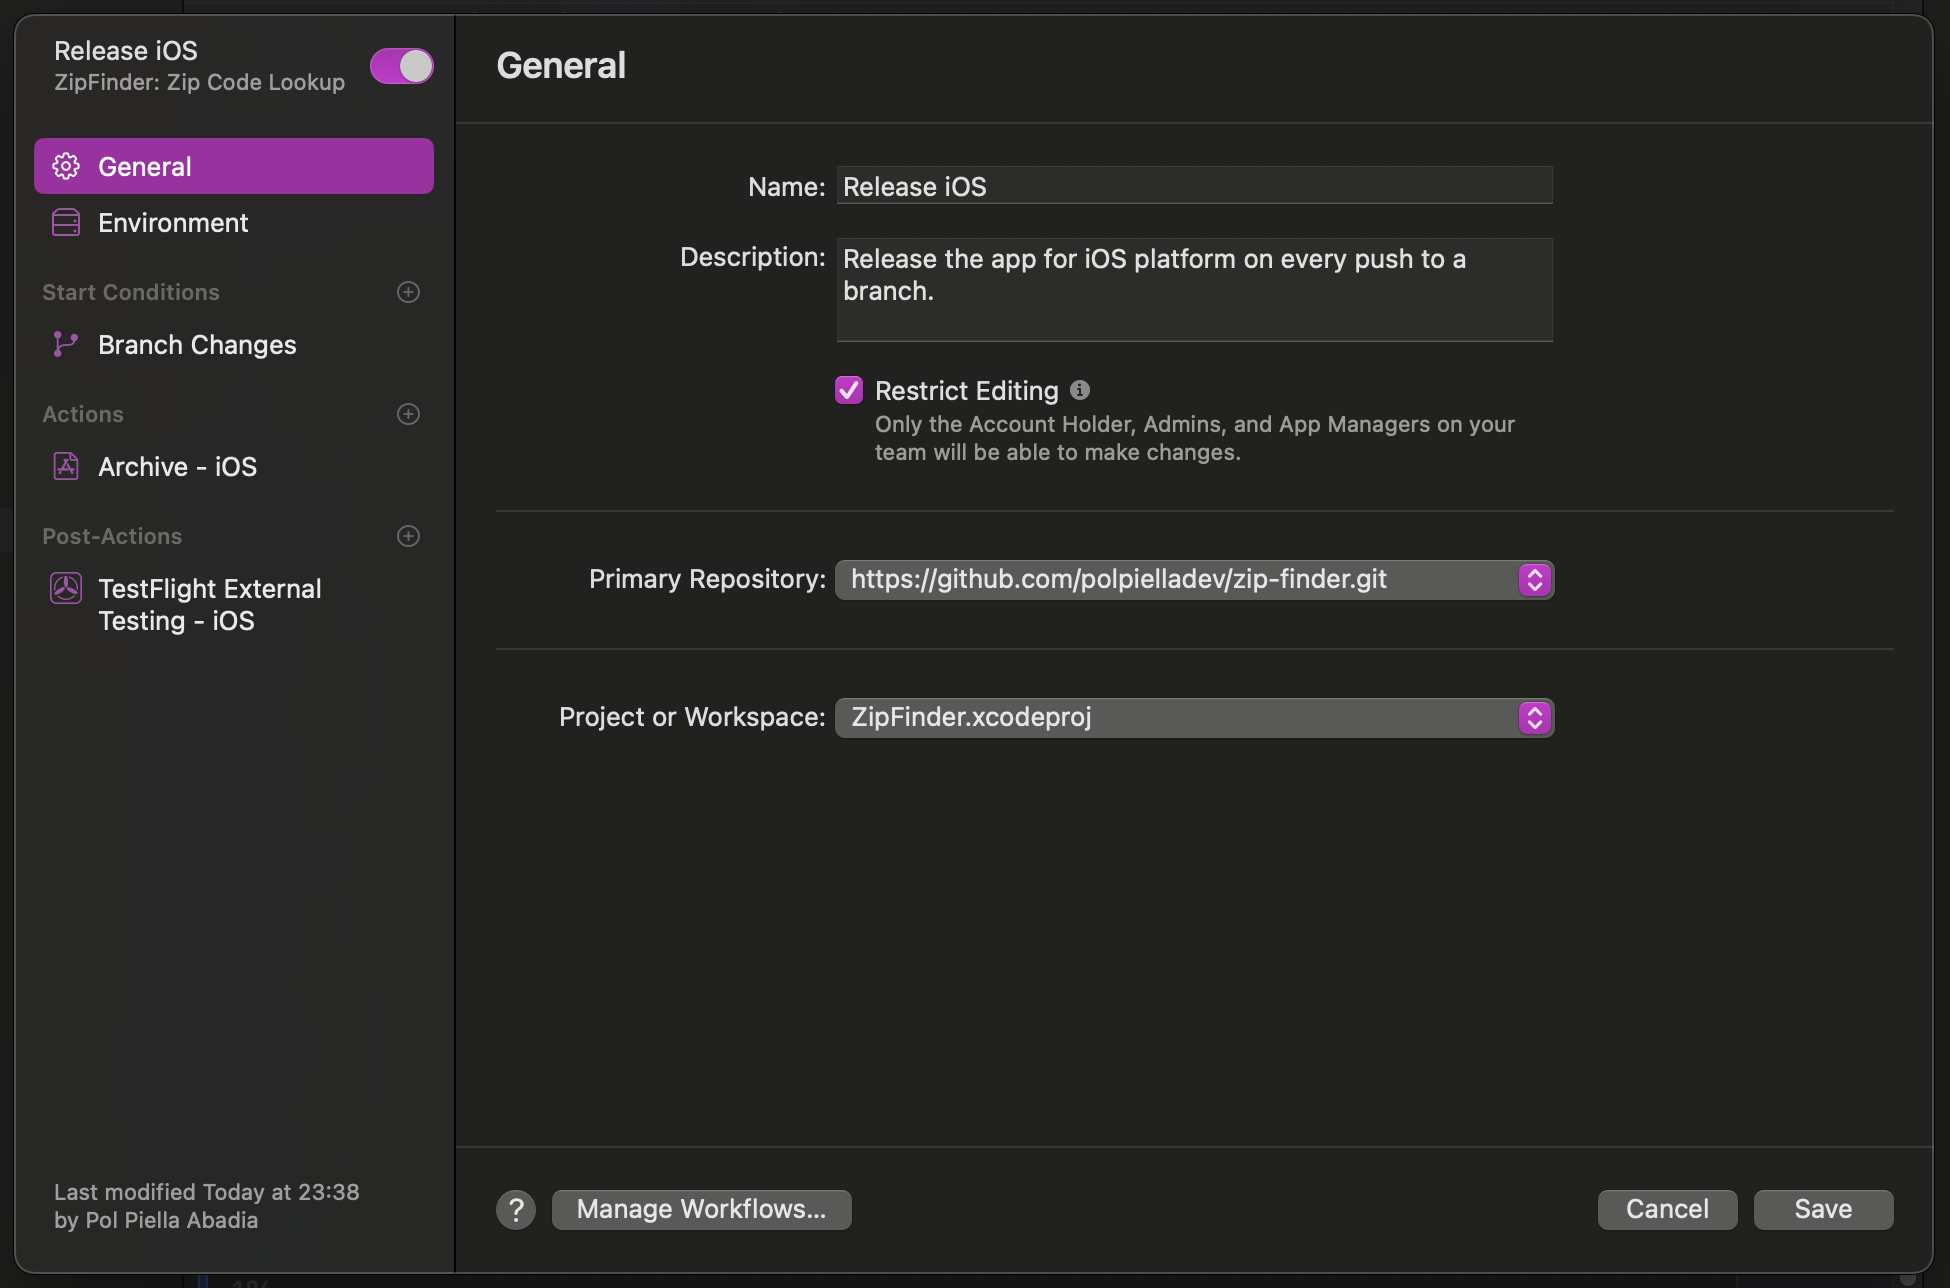 Release iOS
ZipFinder: Zip Code Lookup
General
Environment
Start Conditions
Branch Changes
Actions
Archive - iOS
Post-Actions
TestFlight External
Testing - iOS
Last modified Today at 23:38
by Pol Piella Abadia
General
Name: Release iOS
Description: Release the app for iOS platform on every push to a
branch.
Restrict Editing
Only the Account Holder, Admins, and App Managers on your
team will be able to make changes.
Primary Repository: https://github.com/polpielladev/zip-finder.git
Project or Workspace: ZipFinder.xcodeproj
? Manage Workflows... Cancel Save